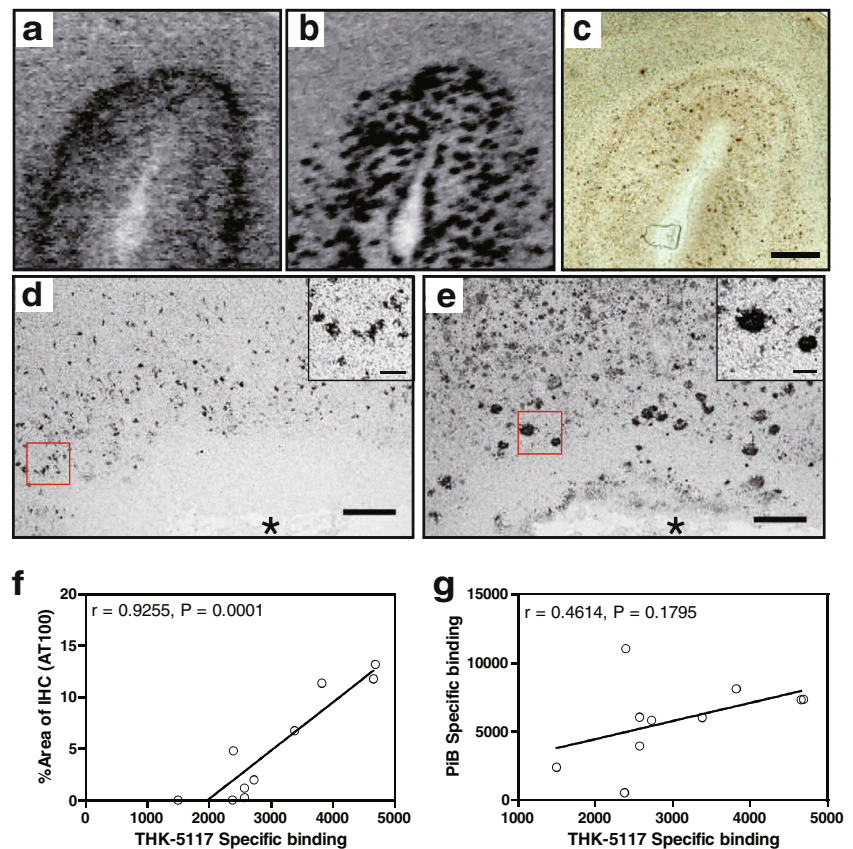 a
b
c
d
e
*
*
f
r = 0.9255, P = 0.0001
%Area of IHC (AT100)
20
15
10
5
0
0 1000 2000 3000 4000 5000
THK-5117 Specific binding
g
r = 0.4614, P = 0.1795
PiB Specific binding
15000
10000
5000
0
1000 2000 3000 4000 5000
THK-5117 Specific binding